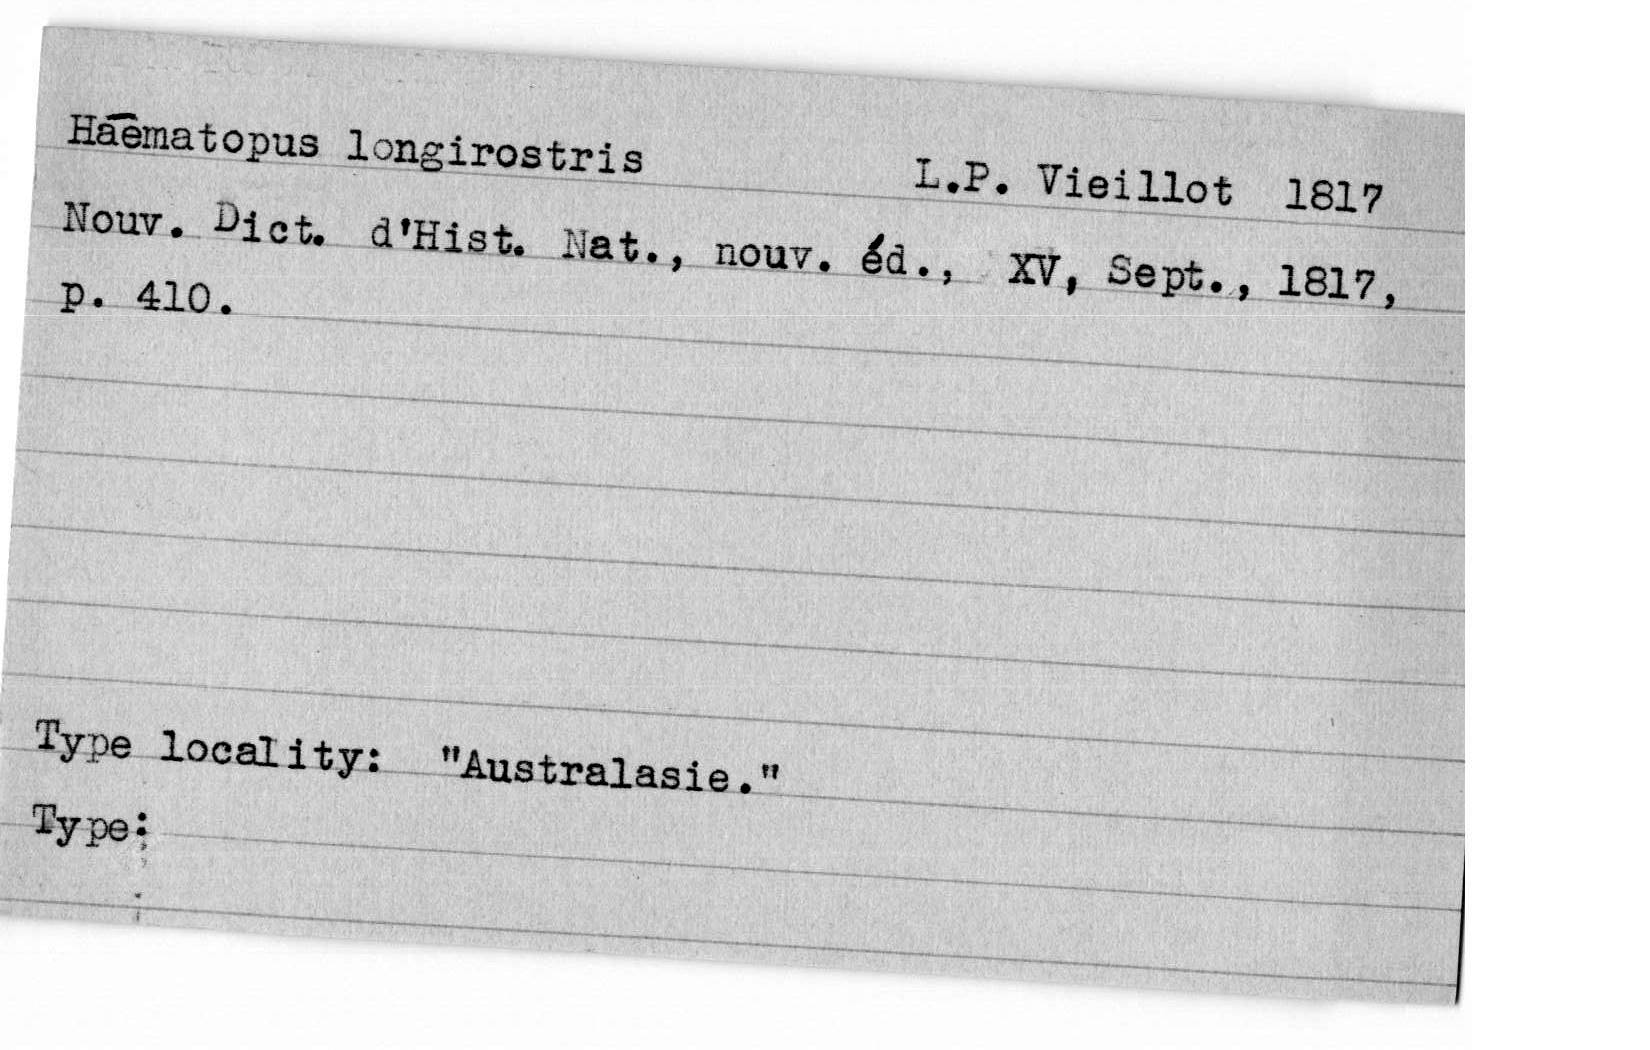 Haematopus longirostris L.P. Vieillot 1817
Nouv. Dict. d'Hist. Nat., nouv. éd., XV, Sept., 1817,
p. 410.
Type locality: "Australasie."
Type: